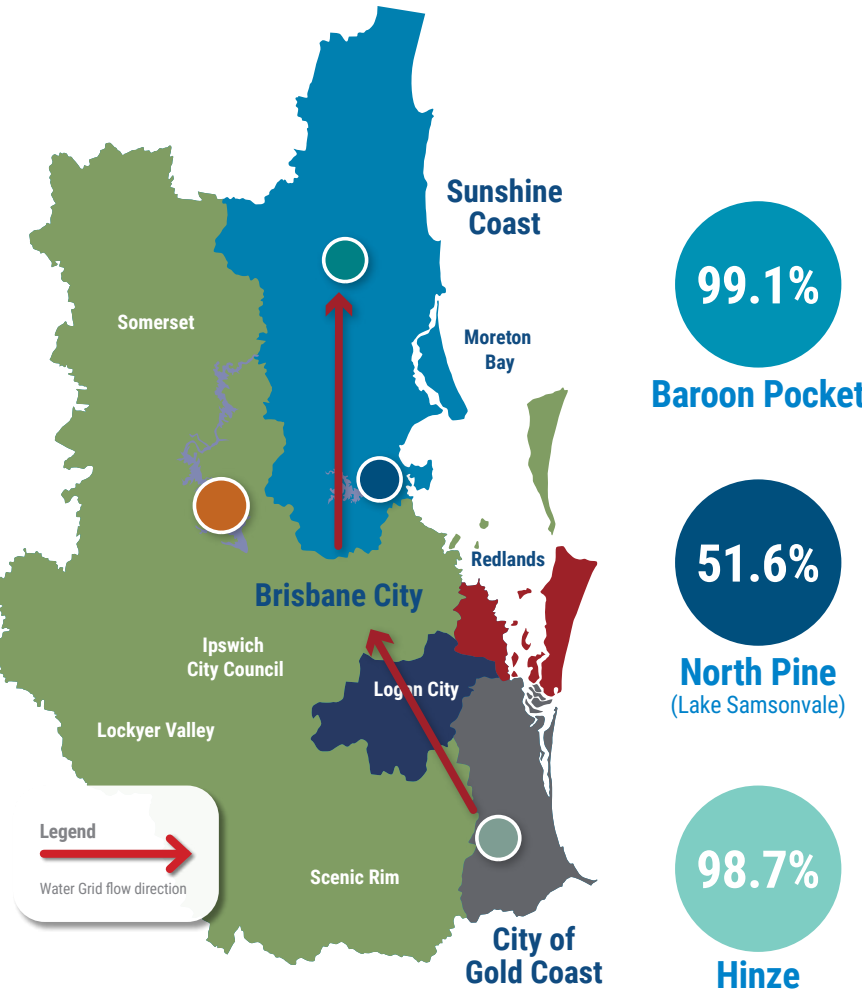 Sunshine
Coast
Somerset
Moreton
Bay
Redlands
Brisbane City
Ipswich
City Council
Logan City
Lockyer Valley
Scenic Rim
City of
Gold Coast
Legend
Water Grid flow direction
99.1%
Baroon Pocket
51.6%
North Pine
(Lake Samsonvale)
98.7%
Hinze